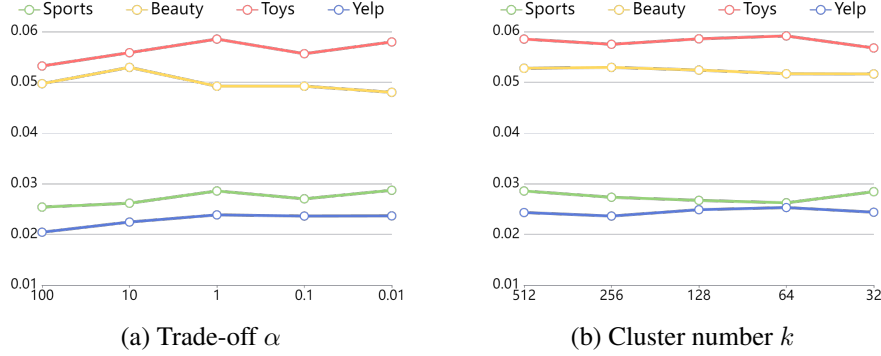 Sports Beauty Toys Yelp
0.06
0.05
0.04
0.03
0.02
0.01
100 10 1 0.1 0.01
(a) Trade-off α
Sports Beauty Toys Yelp
0.06
0.05
0.04
0.03
0.02
0.01
512 256 128 64 32
(b) Cluster number k